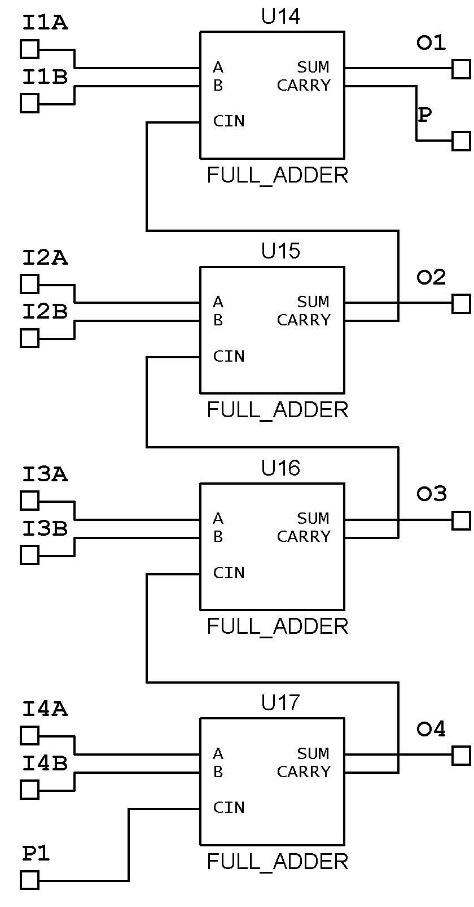 I1A
U14
O1
A
SUM
I1B
B
CARRY
P
CIN
FULL_ADDER
I2A
U15
O2
A
SUM
I2B
B
CARRY
CIN
FULL_ADDER
I3A
U16
O3
A
SUM
I3B
B
CARRY
CIN
FULL_ADDER
I4A
U17
O4
A
SUM
I4B
B
CARRY
CIN
P1
FULL_ADDER